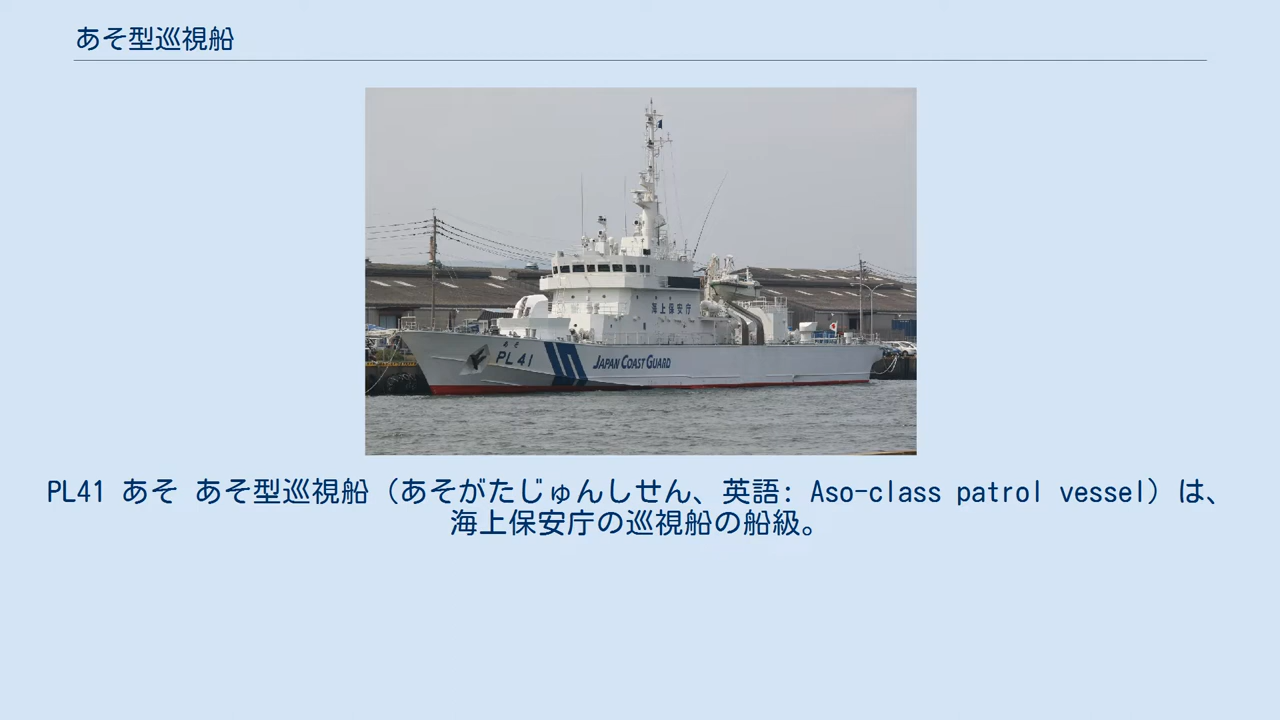 あそ型巡視船
海上保安庁
あそ
PL 41
JAPAN COAST GUARD
PL41 あそ あそ型巡視船（あそがたじゅんしせん、英語: Aso-class patrol vessel）は、
海上保安庁の巡視船の船級。